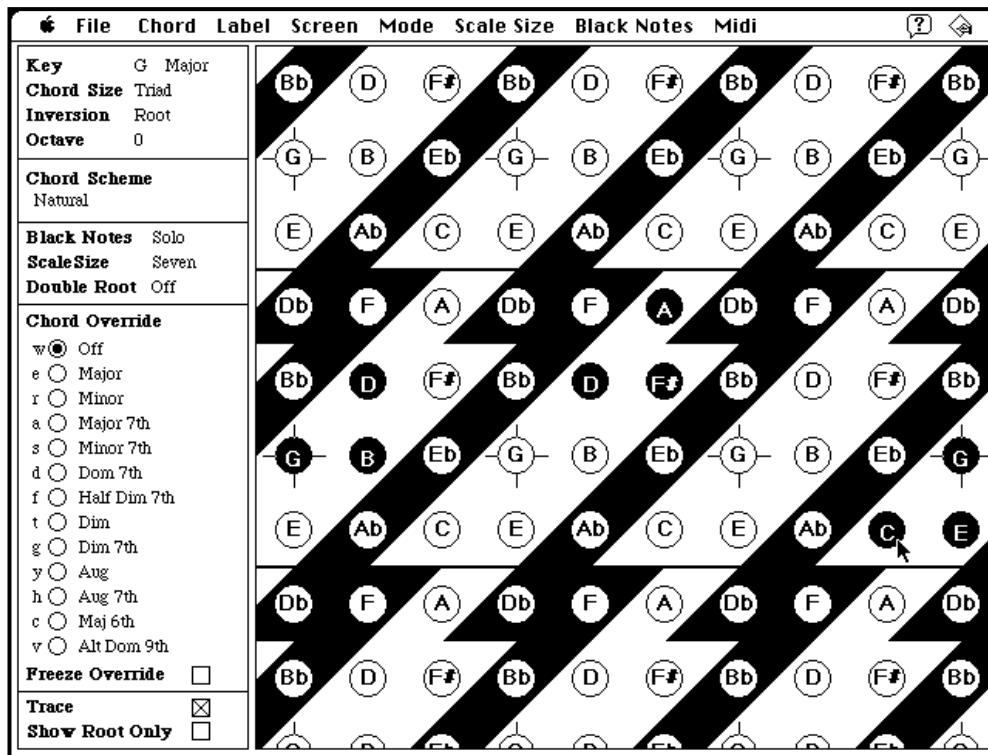 File Chord Label Screen Mode Scale Size Black Notes Midi ?
Key G Major
Chord Size Triad
Inversion Root
Octave 0
Chord Scheme
Natural
Black Notes Solo
ScaleSize Seven
Double Root Off
Chord Override
w Off
e Major
r Minor
a Major 7th
s Minor 7th
d Dom 7th
f Half Dim 7th
t Dim
g Dim 7th
y Aug
h Aug 7th
c Maj 6th
v Alt Dom 9th
Freeze Override
Trace
Show Root Only
Bb D F# Bb D F# Bb D F# Bb
G B Eb G B Eb G B Eb G
E Ab C E Ab C E Ab C E
Db F A Db F A Db F A Db
Bb D F# Bb D F# Bb D F# Bb
G B Eb G B Eb G B Eb G
E Ab C E Ab C E Ab C E
Db F A Db F A Db F A Db
Bb D F# Bb D F# Bb D F# Bb